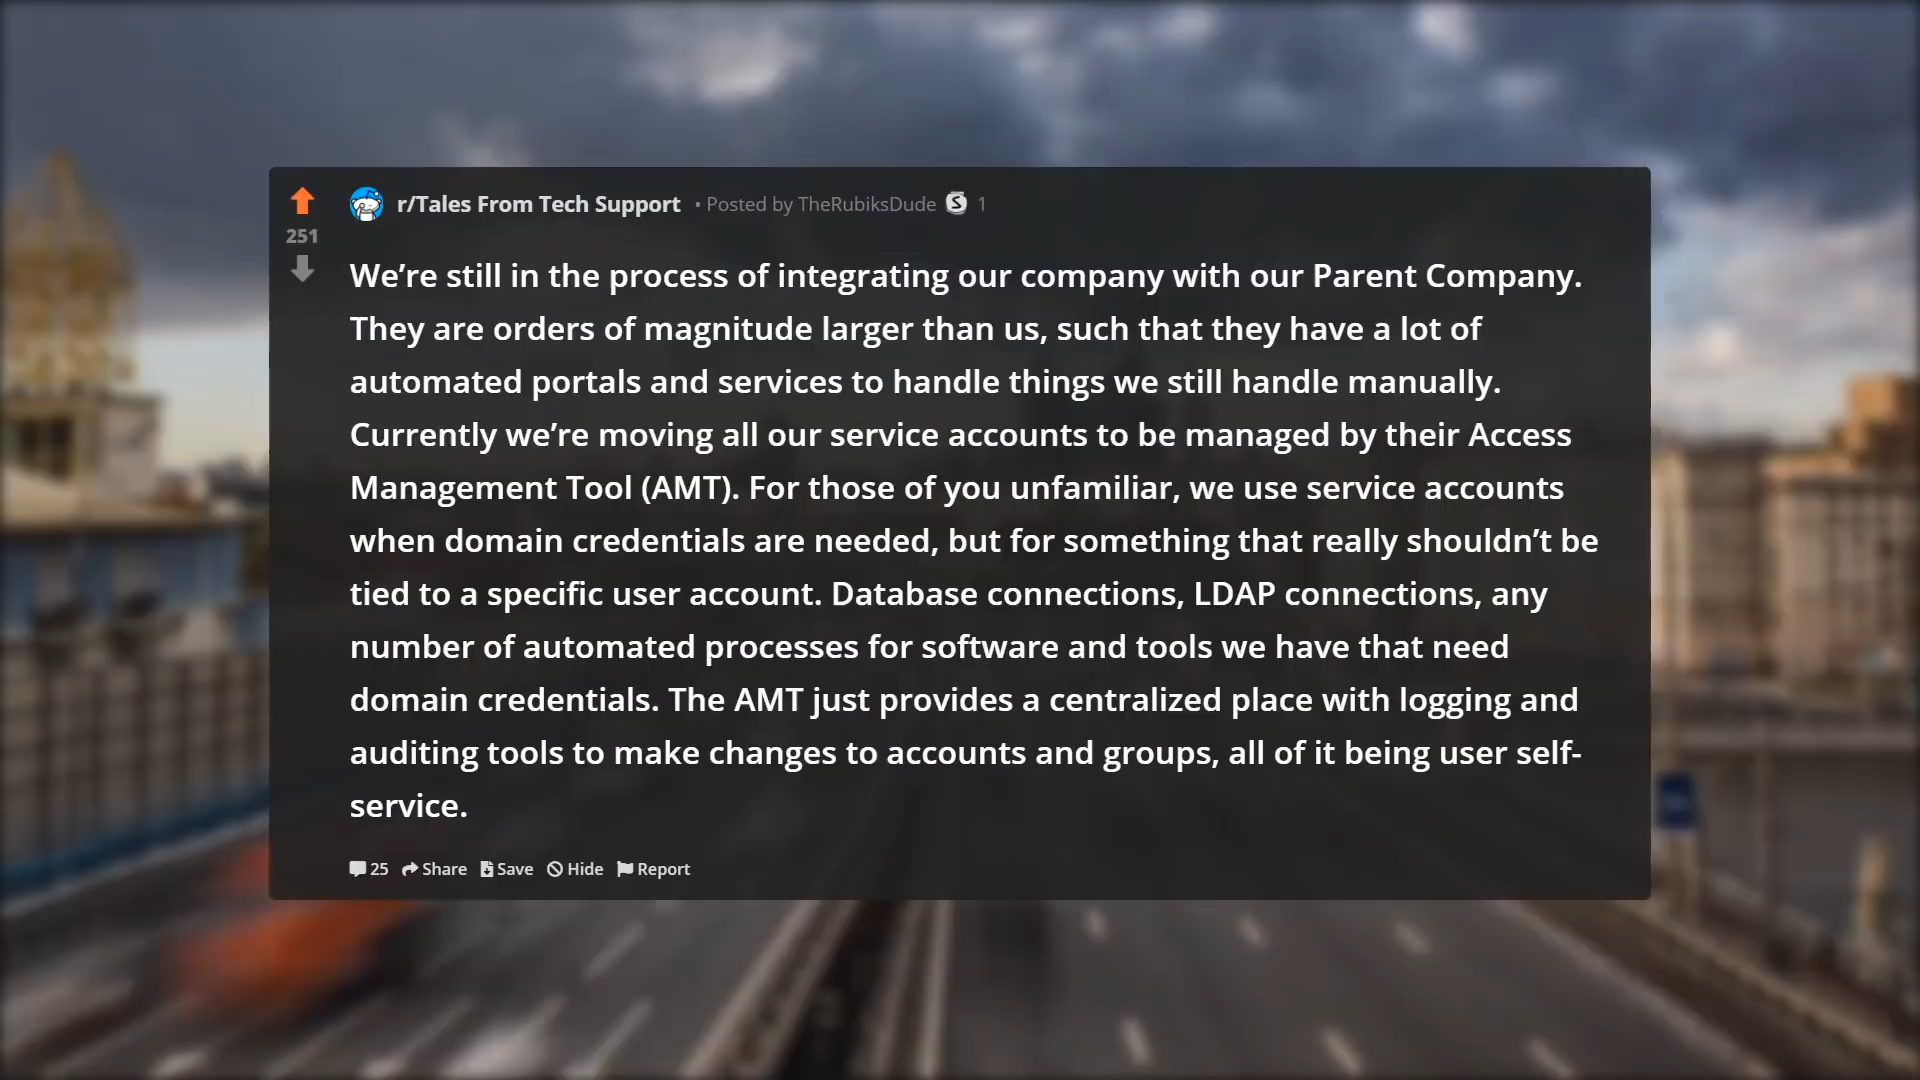 r/Tales From Tech Support • Posted by TheRubiksDude S 1
251
We’re still in the process of integrating our company with our Parent Company.
They are orders of magnitude larger than us, such that they have a lot of
automated portals and services to handle things we still handle manually.
Currently we’re moving all our service accounts to be managed by their Access
Management Tool (AMT). For those of you unfamiliar, we use service accounts
when domain credentials are needed, but for something that really shouldn’t be
tied to a specific user account. Database connections, LDAP connections, any
number of automated processes for software and tools we have that need
domain credentials. The AMT just provides a centralized place with logging and
auditing tools to make changes to accounts and groups, all of it being user self-
service.
25 Share Save Hide Report